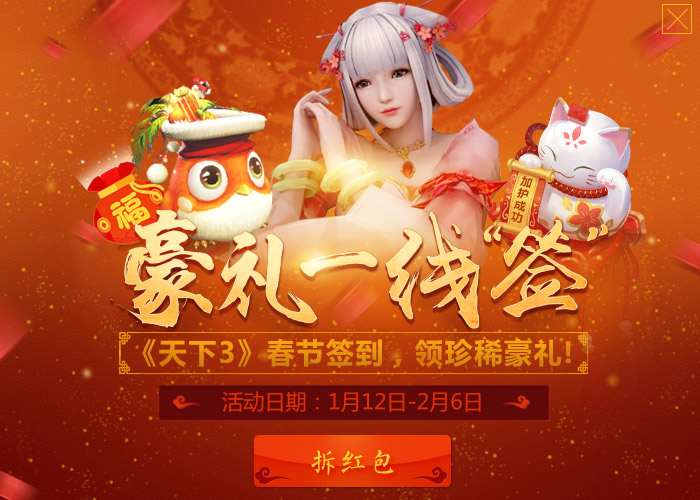 福
加护成功
豪礼一线“签”
《天下3》春节签到，领珍稀豪礼!
活动日期：1月12日-2月6日
拆红包